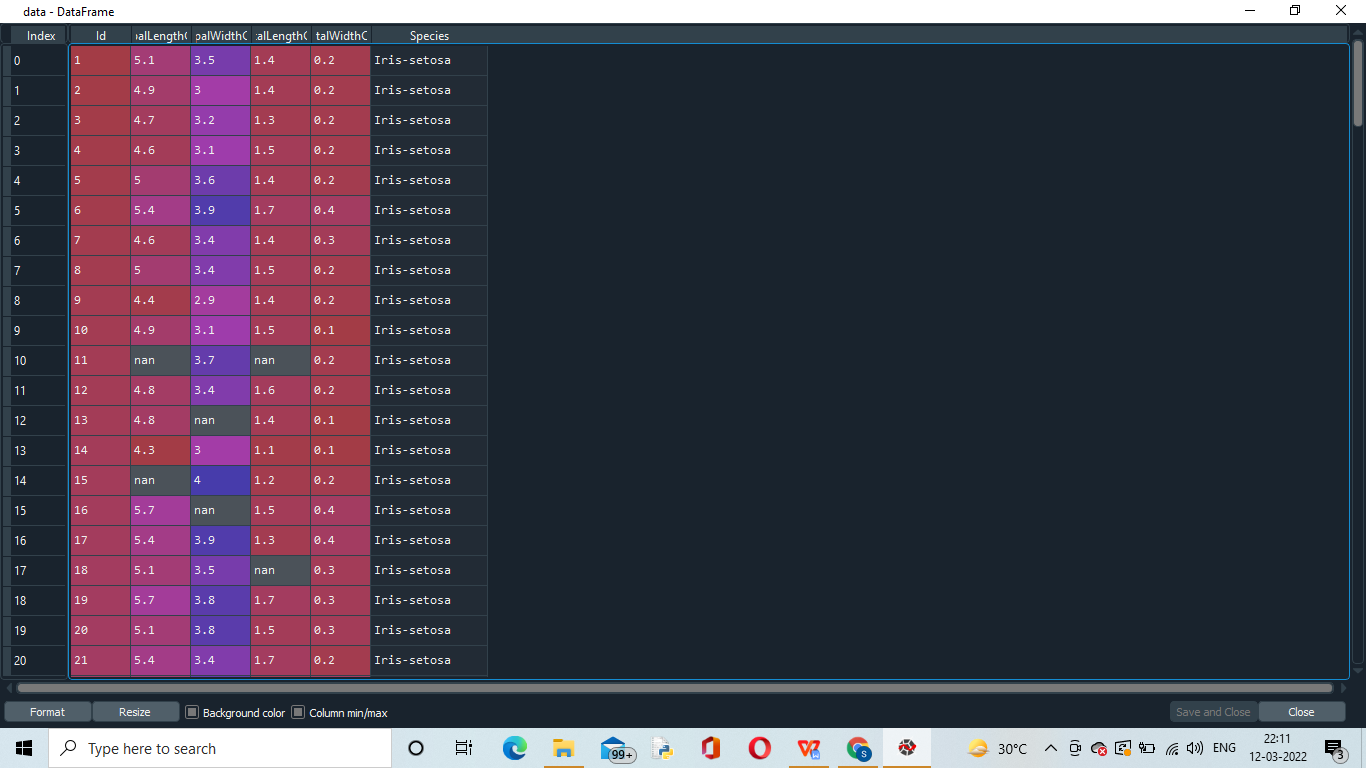 data - DataFrame
Index Id alLength( palWidthC :alLength( talWidthC Species
0 1 5.1 3.5 1.4 0.2 Iris-setosa
1 2 4.9 3 1.4 0.2 Iris-setosa
2 3 4.7 3.2 1.3 0.2 Iris-setosa
3 4 4.6 3.1 1.5 0.2 Iris-setosa
4 5 5 3.6 1.4 0.2 Iris-setosa
5 6 5.4 3.9 1.7 0.4 Iris-setosa
6 7 4.6 3.4 1.4 0.3 Iris-setosa
7 8 5 3.4 1.5 0.2 Iris-setosa
8 9 4.4 2.9 1.4 0.2 Iris-setosa
9 10 4.9 3.1 1.5 0.1 Iris-setosa
10 11 nan 3.7 nan 0.2 Iris-setosa
11 12 4.8 3.4 1.6 0.2 Iris-setosa
12 13 4.8 nan 1.4 0.1 Iris-setosa
13 14 4.3 3 1.1 0.1 Iris-setosa
14 15 nan 4 1.2 0.2 Iris-setosa
15 16 5.7 nan 1.5 0.4 Iris-setosa
16 17 5.4 3.9 1.3 0.4 Iris-setosa
17 18 5.1 3.5 nan 0.3 Iris-setosa
18 19 5.7 3.8 1.7 0.3 Iris-setosa
19 20 5.1 3.8 1.5 0.3 Iris-setosa
20 21 5.4 3.4 1.7 0.2 Iris-setosa
Format Resize Background color Column min/max Save and Close Close
Type here to search 99+ S 30°C ENG 22:11
12-03-2022 3